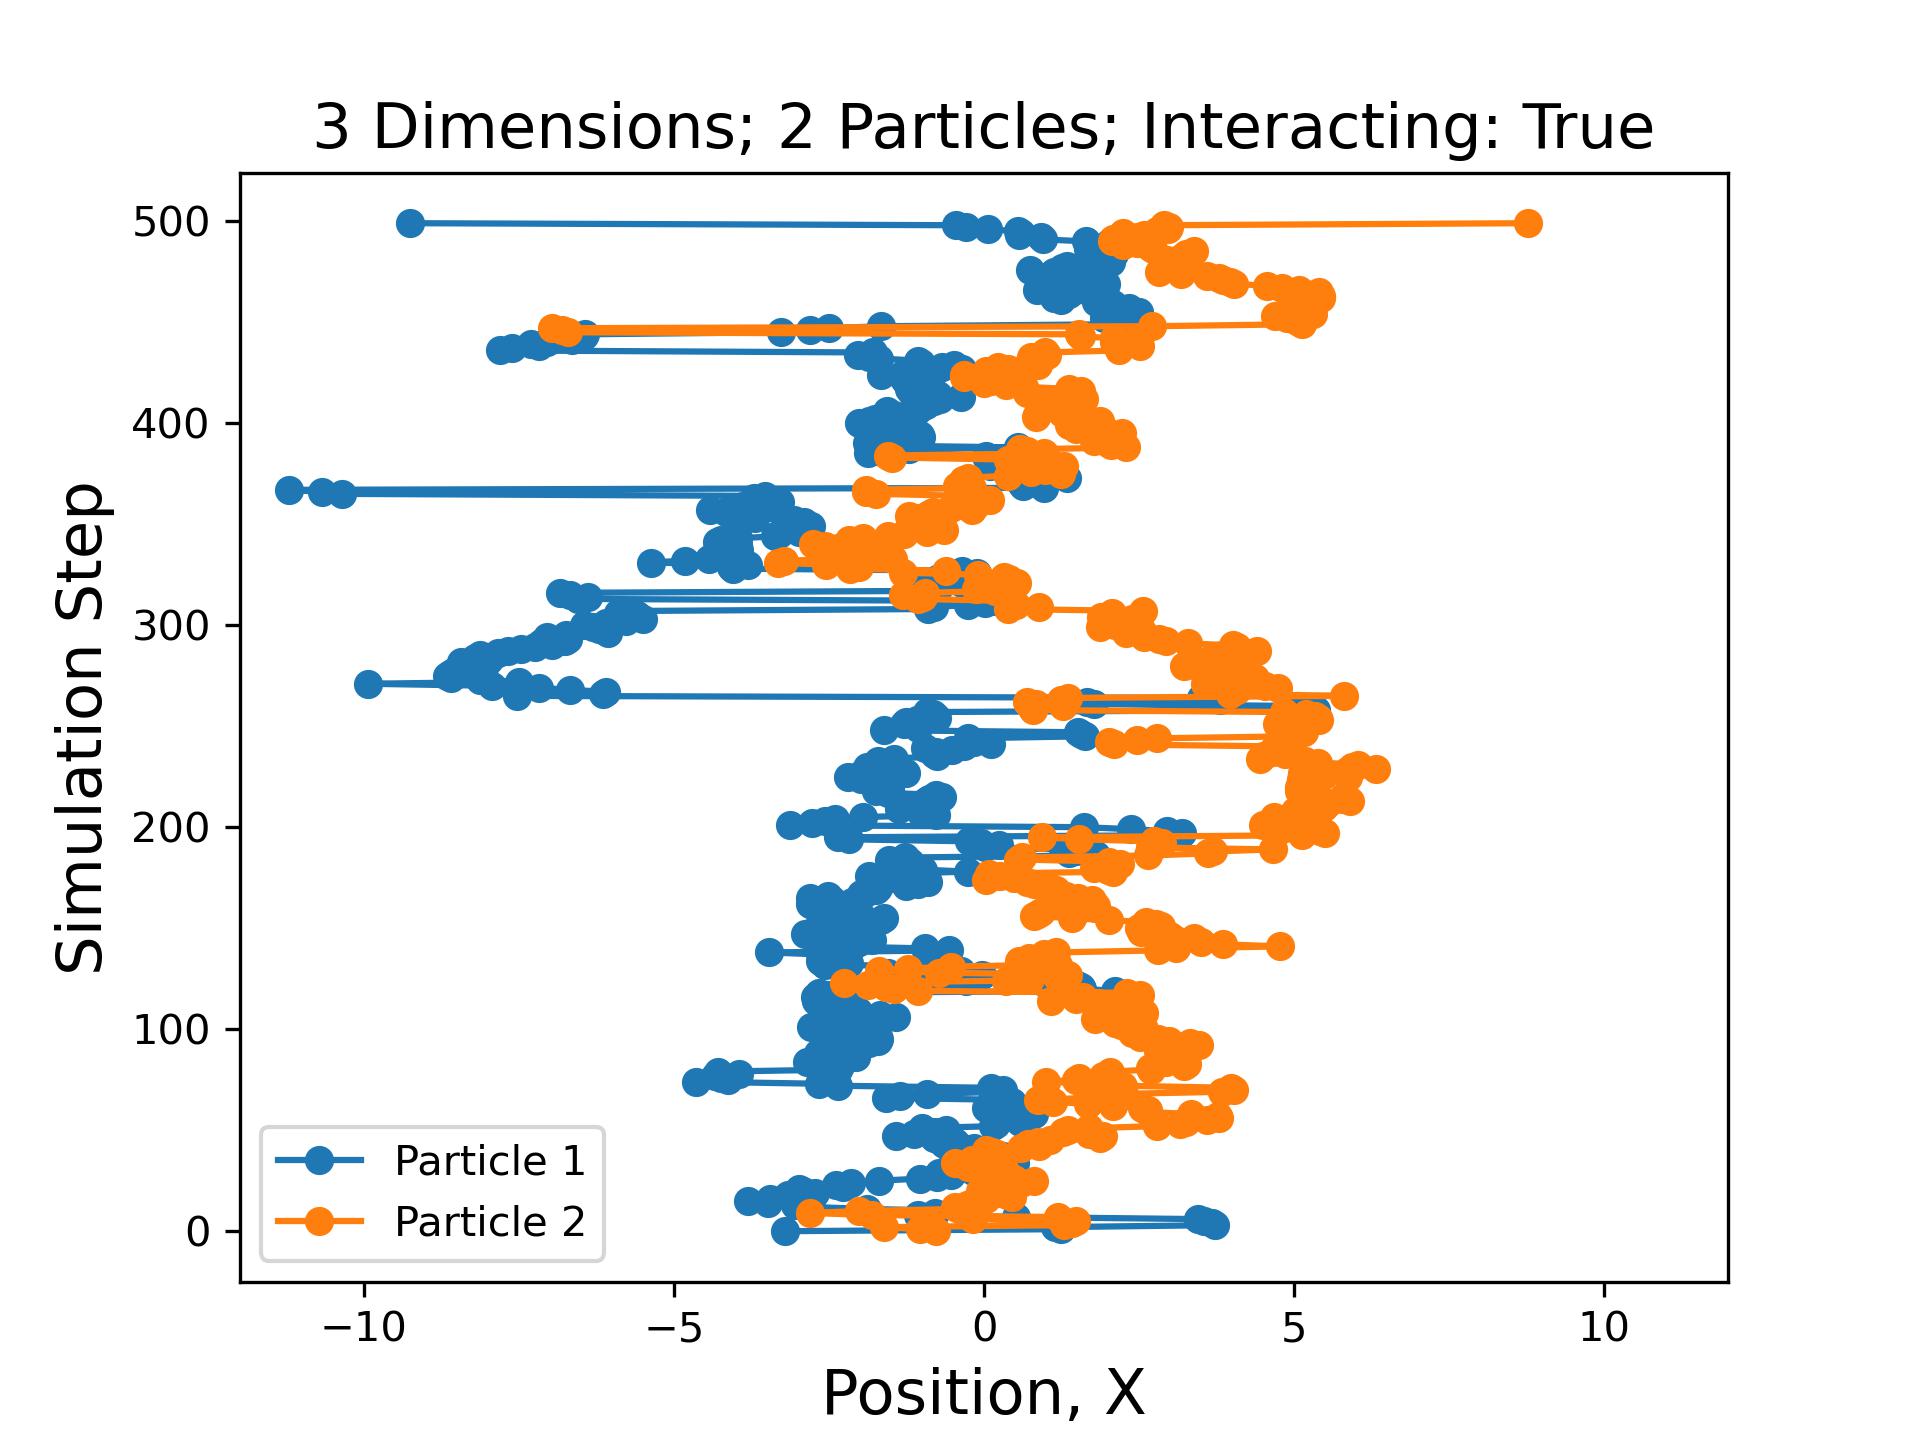 3 Dimensions; 2 Particles; Interacting: True
500
400
300
200
100
0
Simulation Step
Particle 1
Particle 2
−10
−5
0
5
10
Position, X